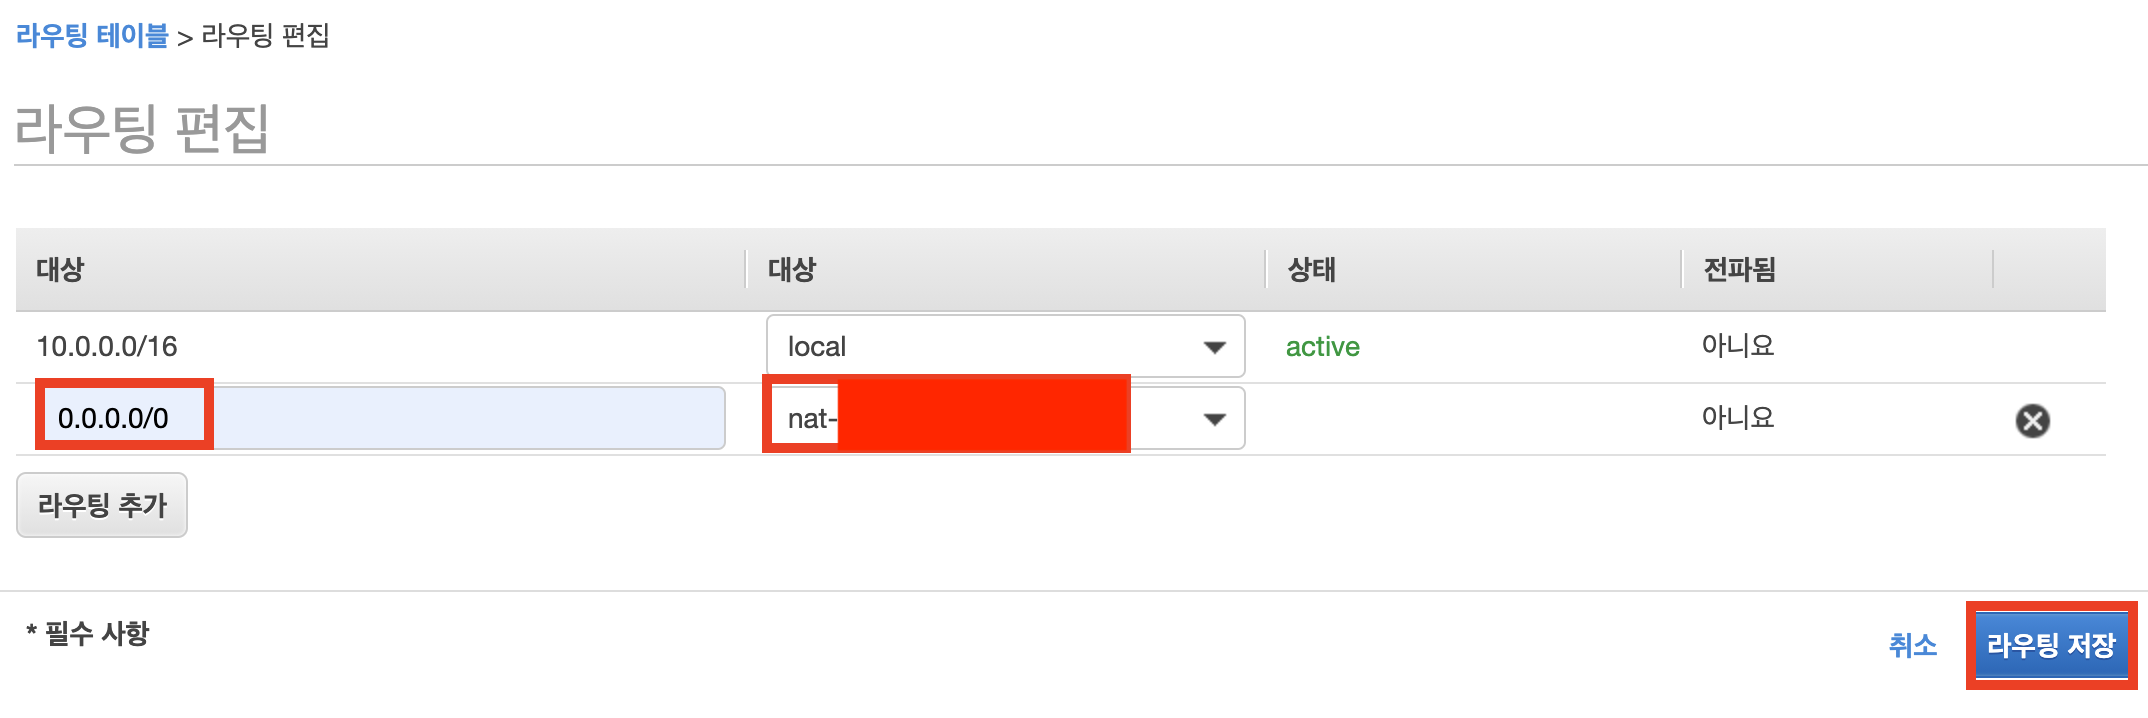 라우팅 테이블 > 라우팅 편집
라우팅 편집
대상 대상 상태 전파됨
10.0.0.0/16 local active 아니요
0.0.0.0/0 nat- 아니요
라우팅 추가
* 필수 사항
취소 라우팅 저장